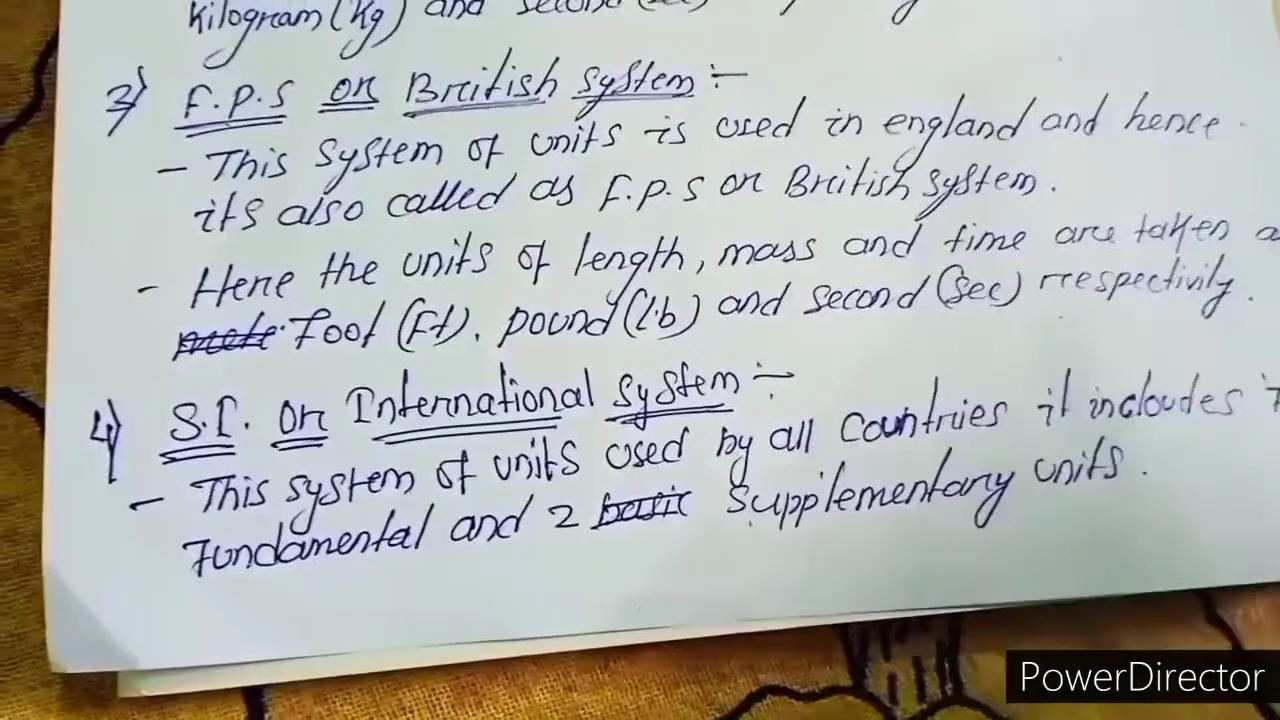 Kilogram (kg) and second (sec)
3) F.P.S or British system :-
- This system of units is used in england and hence
its also called as F.P.S or British system.
- Here the units of length, mass and time are taken a
Foot (Ft), pound (lb) and second (sec) rrespectivily.
4) S.I. or International system :-
- This system of units used by all countries it includes 7
Fundamental and 2 basic supplementary units.
PowerDirector